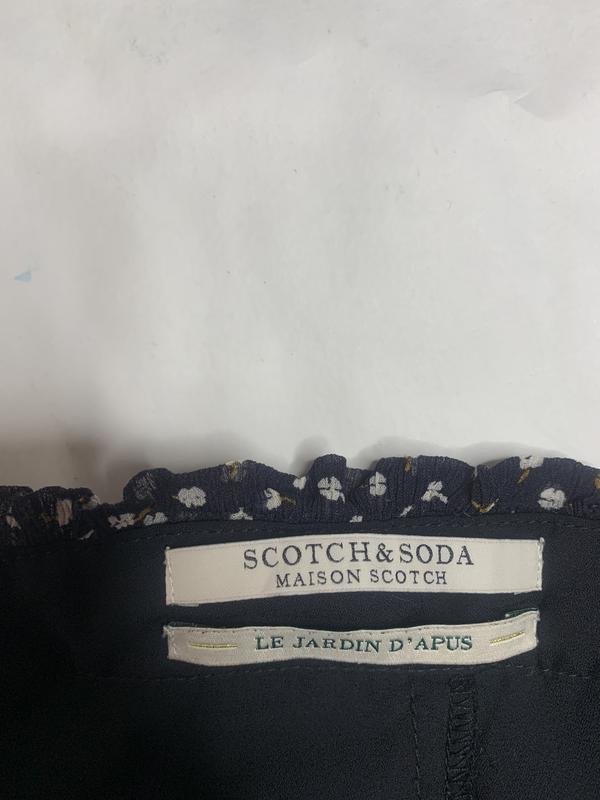 SCOTCH & SODA
MAISON SCOTCH
LE JARDIN D'APUS